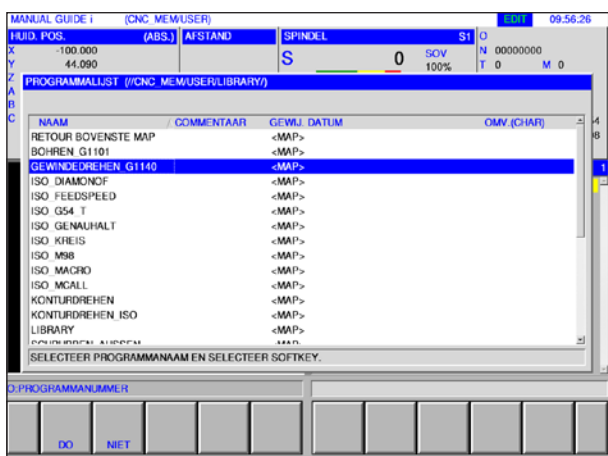 MANUAL GUIDE i (CNC_MEM/USER) EDIT 09:56:26
HUID. POS. (ABS.) AFSTAND SPINDEL S1 O
X -100.000 S 0 SOV 100% N 00000000
Y 44.090 T 0 M 0
Z
A
B
C
PROGRAMMALIJST (//CNC_MEM/USER/LIBRARY/)
NAAM / COMMENTAAR GEWIJ. DATUM OMV.(CHAR)
RETOUR BOVENSTE MAP <MAP>
BOHREN_G1101 <MAP>
GEWINDEDREHEN_G1140 <MAP>
ISO_DIAMONOF <MAP>
ISO_FEEDSPEED <MAP>
ISO_G54_T <MAP>
ISO_GENAUHALT <MAP>
ISO_KREIS <MAP>
ISO_M98 <MAP>
ISO_MACRO <MAP>
ISO_MCALL <MAP>
KONTURDREHEN <MAP>
KONTURDREHEN_ISO <MAP>
LIBRARY <MAP>
SELECTEER PROGRAMMANAAM EN SELECTEER SOFTKEY.
O:PROGRAMMANUMMER
DO NIET